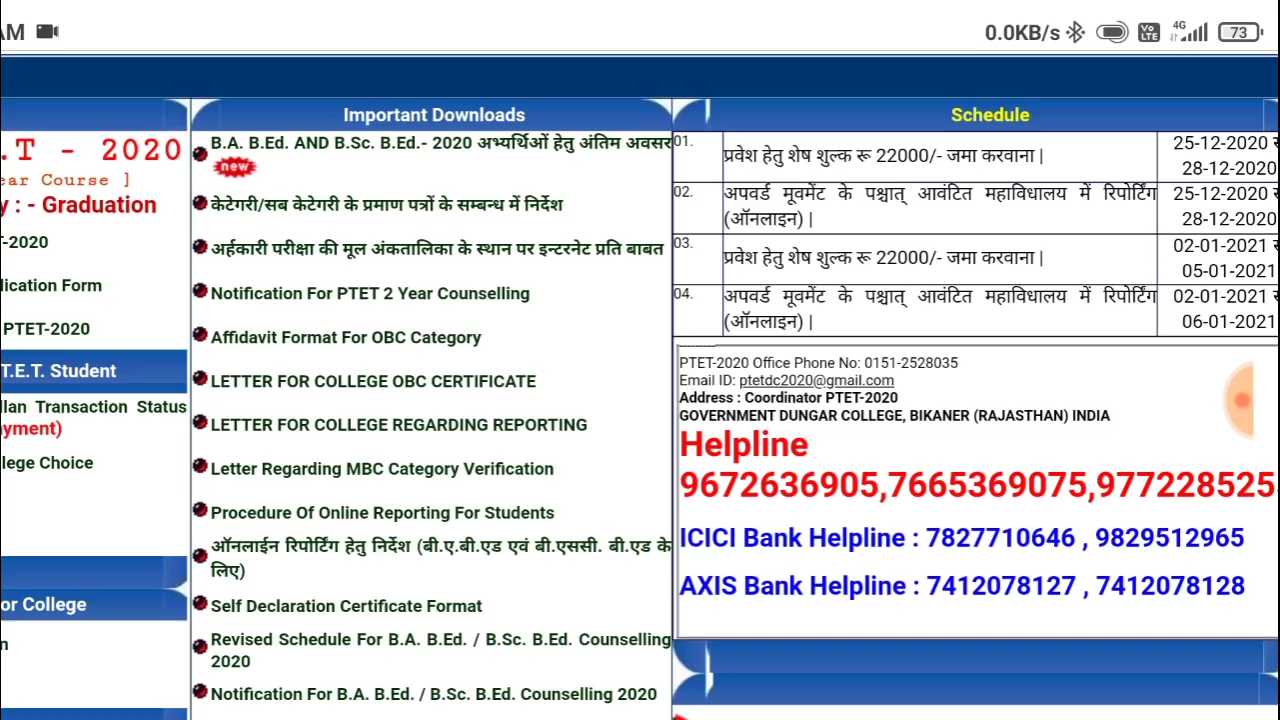 AM
0.0KB/s
4G
Vo LTE
73
.T - 2020
ear Course ]
y : - Graduation
T-2020
lication Form
PTET-2020
T.E.T. Student
llan Transaction Status
yment)
lege Choice
or College
n
Important Downloads
B.A. B.Ed. AND B.Sc. B.Ed.- 2020 अभ्यर्थिओं हेतु अंतिम अवसर
new
केटेगरी/सब केटेगरी के प्रमाण पत्रों के सम्बन्ध में निर्देश
अर्हकारी परीक्षा की मूल अंकतालिका के स्थान पर इन्टरनेट प्रति बाबत
Notification For PTET 2 Year Counselling
Affidavit Format For OBC Category
LETTER FOR COLLEGE OBC CERTIFICATE
LETTER FOR COLLEGE REGARDING REPORTING
Letter Regarding MBC Category Verification
Procedure Of Online Reporting For Students
ऑनलाईन रिपोर्टिंग हेतु निर्देश (बी.ए.बी.एड एवं बी.एससी. बी.एड के
लिए)
Self Declaration Certificate Format
Revised Schedule For B.A. B.Ed. / B.Sc. B.Ed. Counselling
2020
Notification For B.A. B.Ed. / B.Sc. B.Ed. Counselling 2020
Schedule
01. प्रवेश हेतु शेष शुल्क रू 22000/- जमा करवाना | 25-12-2020
28-12-2020
02. अपवर्ड मूवमेंट के पश्चात् आवंटित महाविधालय में रिपोर्टिंग 25-12-2020
(ऑनलाइन) | 28-12-2020
03. प्रवेश हेतु शेष शुल्क रू 22000/- जमा करवाना | 02-01-2021
05-01-2021
04. अपवर्ड मूवमेंट के पश्चात् आवंटित महाविधालय में रिपोर्टिंग 02-01-2021
(ऑनलाइन) | 06-01-2021
----------
PTET-2020 Office Phone No: 0151-2528035
Email ID: ptetdc2020@gmail.com
Address : Coordinator PTET-2020
GOVERNMENT DUNGAR COLLEGE, BIKANER (RAJASTHAN) INDIA
Helpline
9672636905,7665369075,977228525
ICICI Bank Helpline : 7827710646 , 9829512965
AXIS Bank Helpline : 7412078127 , 7412078128